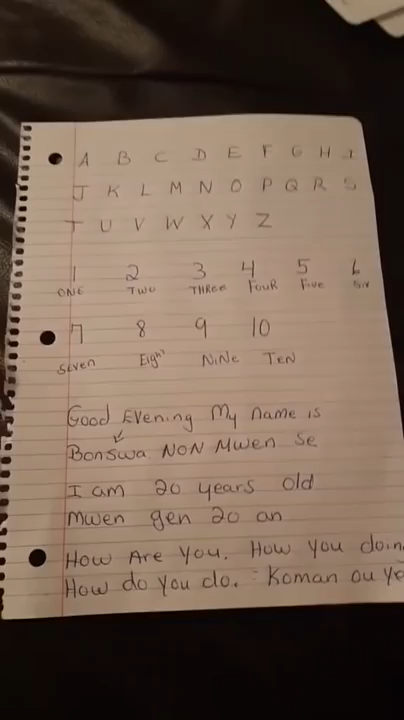 A B C D E F G H I
J K L M N O P Q R S
T U V W X Y Z
1 2 3 4 5 6
ONE TWO THREE FOUR FIVE SIX
7 8 9 10
Seven Eight NiNe TEN
Good Evening My name is
Bonswa NON Mwen se
I am 20 years old
Mwen gen 20 an
How Are You. How you doin
How do you do. Koman ou Ye